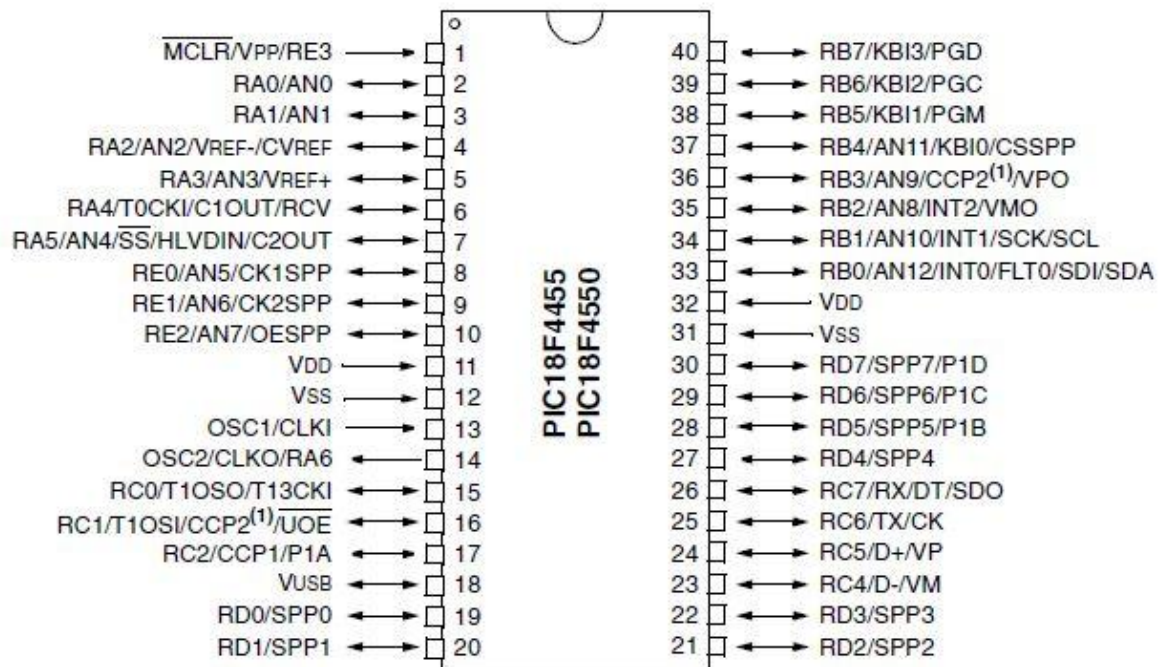 MCLR/VPP/RE3 1
RA0/AN0 2
RA1/AN1 3
RA2/AN2/VREF-/CVREF 4
RA3/AN3/VREF+ 5
RA4/T0CKI/C1OUT/RCV 6
RA5/AN4/SS/HLVDIN/C2OUT 7
RE0/AN5/CK1SPP 8
RE1/AN6/CK2SPP 9
RE2/AN7/OESPP 10
VDD 11
VSS 12
OSC1/CLKI 13
OSC2/CLKO/RA6 14
RC0/T1OSO/T13CKI 15
RC1/T1OSI/CCP2(1)/UOE 16
RC2/CCP1/P1A 17
VUSB 18
RD0/SPP0 19
RD1/SPP1 20
PIC18F4455
PIC18F4550
40 RB7/KBI3/PGD
39 RB6/KBI2/PGC
38 RB5/KBI1/PGM
37 RB4/AN11/KBI0/CSSPP
36 RB3/AN9/CCP2(1)/VPO
35 RB2/AN8/INT2/VMO
34 RB1/AN10/INT1/SCK/SCL
33 RB0/AN12/INT0/FLT0/SDI/SDA
32 VDD
31 VSS
30 RD7/SPP7/P1D
29 RD6/SPP6/P1C
28 RD5/SPP5/P1B
27 RD4/SPP4
26 RC7/RX/DT/SDO
25 RC6/TX/CK
24 RC5/D+/VP
23 RC4/D-/VM
22 RD3/SPP3
21 RD2/SPP2